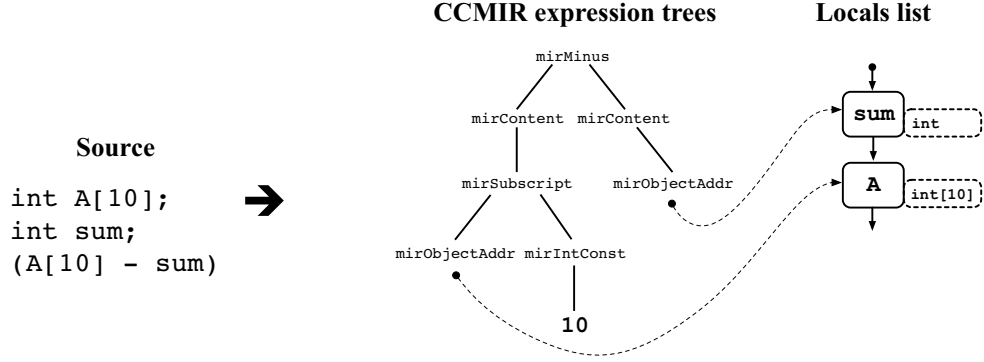 CCMIR expression trees
Locals list
mirMinus
mirContent mirContent
sum
int
Source
int A[10];
int sum;
(A[10] - sum)
mirSubscript
mirObjectAddr
A
int[10]
mirObjectAddr mirIntConst
10